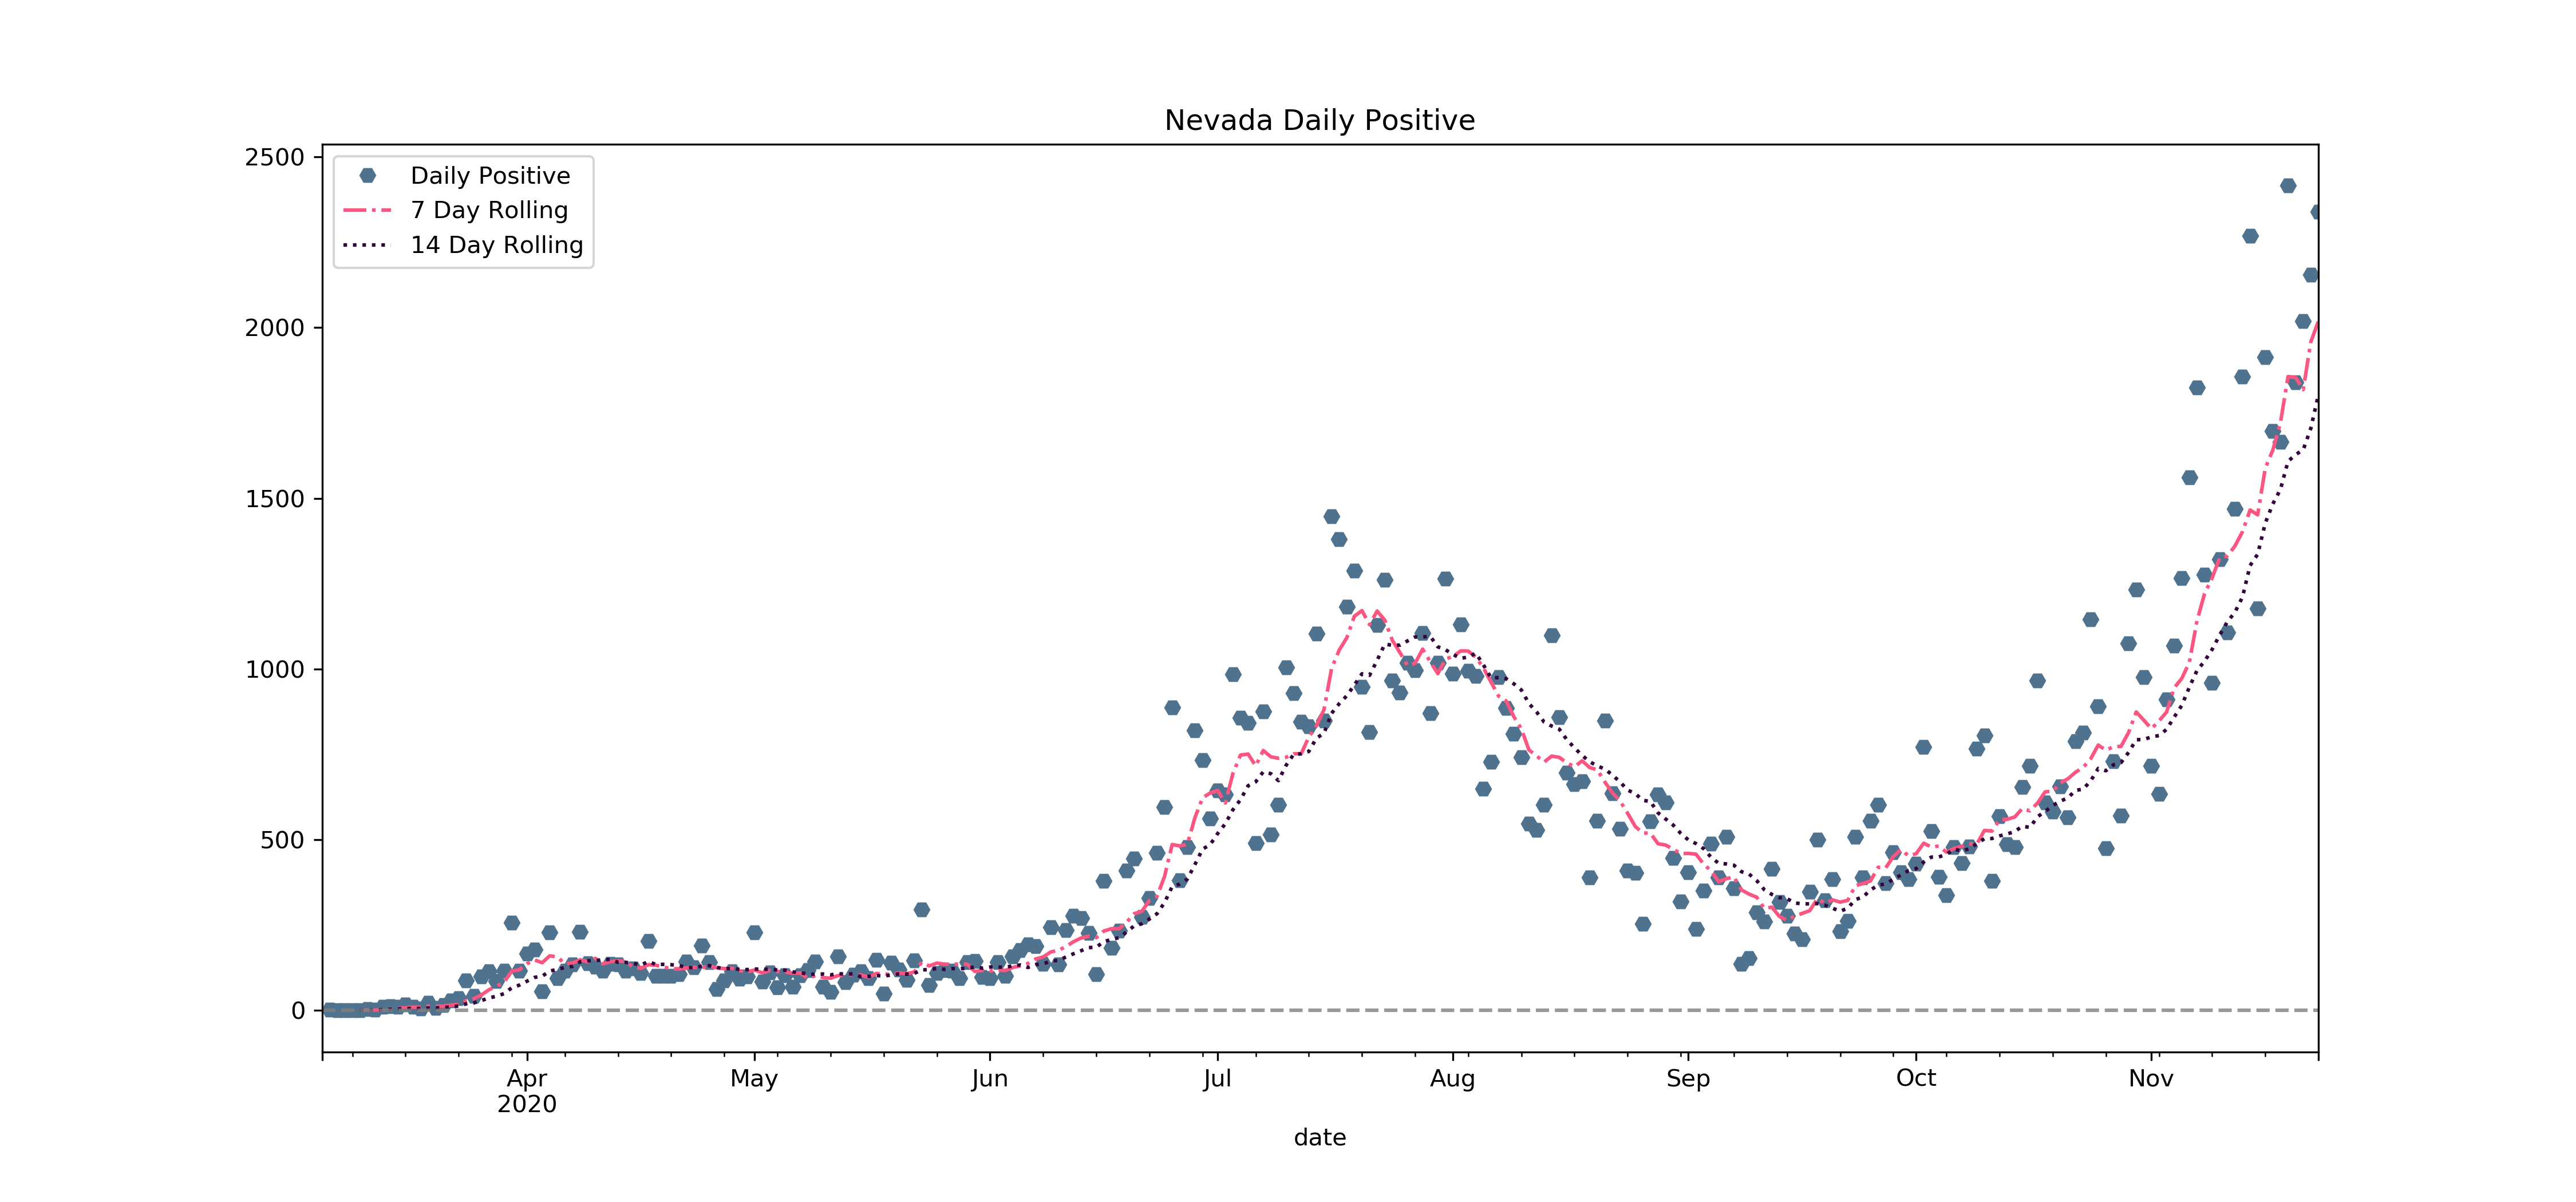 Nevada Daily Positive
2500
2000
1500
1000
500
0
Daily Positive
7 Day Rolling
14 Day Rolling
Apr
2020
May
Jun
Jul
Aug
Sep
Oct
Nov
date